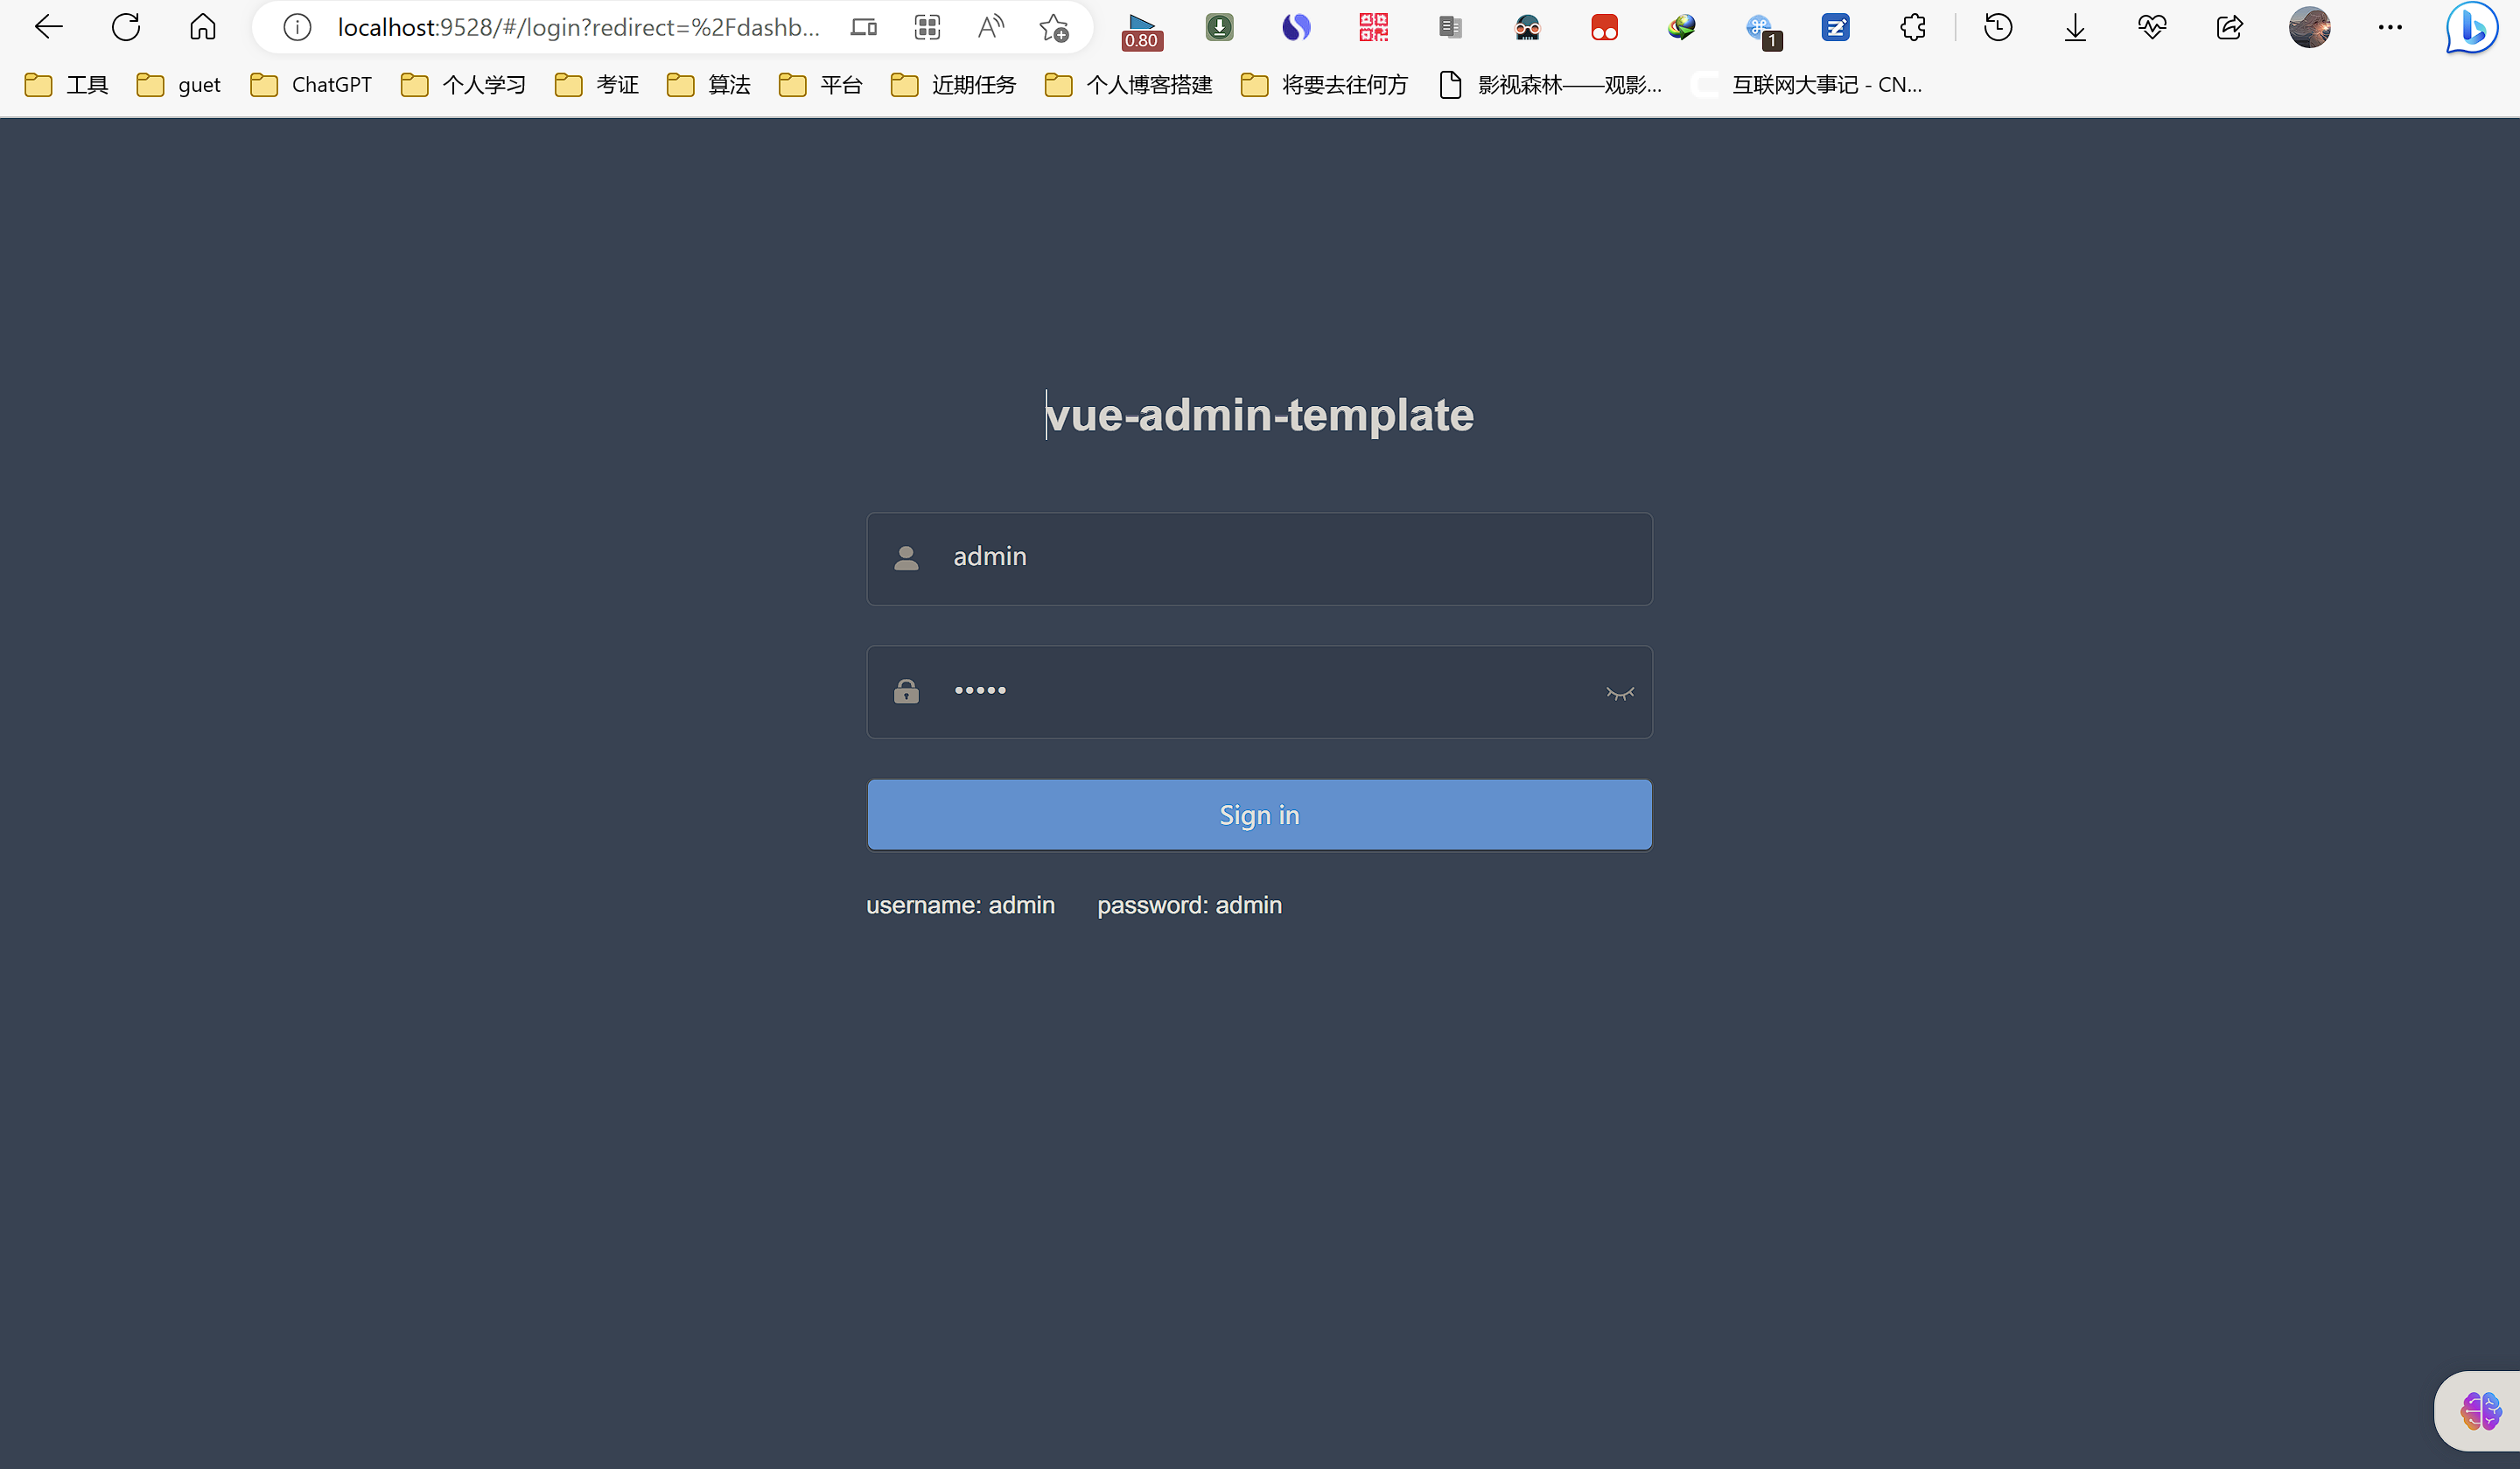 localhost:9528/#/login?redirect=%2Fdashb...
0.80
1
工具 guet ChatGPT 个人学习 考证 算法 平台 近期任务 个人博客搭建 将要去往何方 影视森林——观影... 互联网大事记 - CN...
vue-admin-template
admin
•••••
Sign in
username: admin password: admin